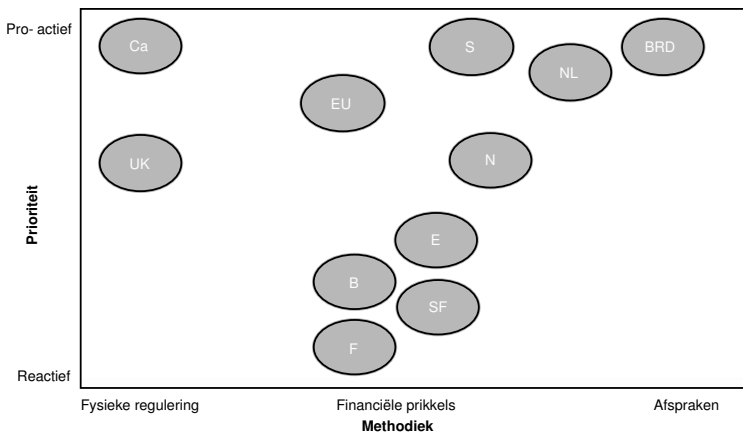 Pro- actief
Ca
S
BRD
NL
EU
UK
N
Prioriteit
E
B
SF
F
Reactief
Fysieke regulering
Financiële prikkels
Afspraken
Methodiek